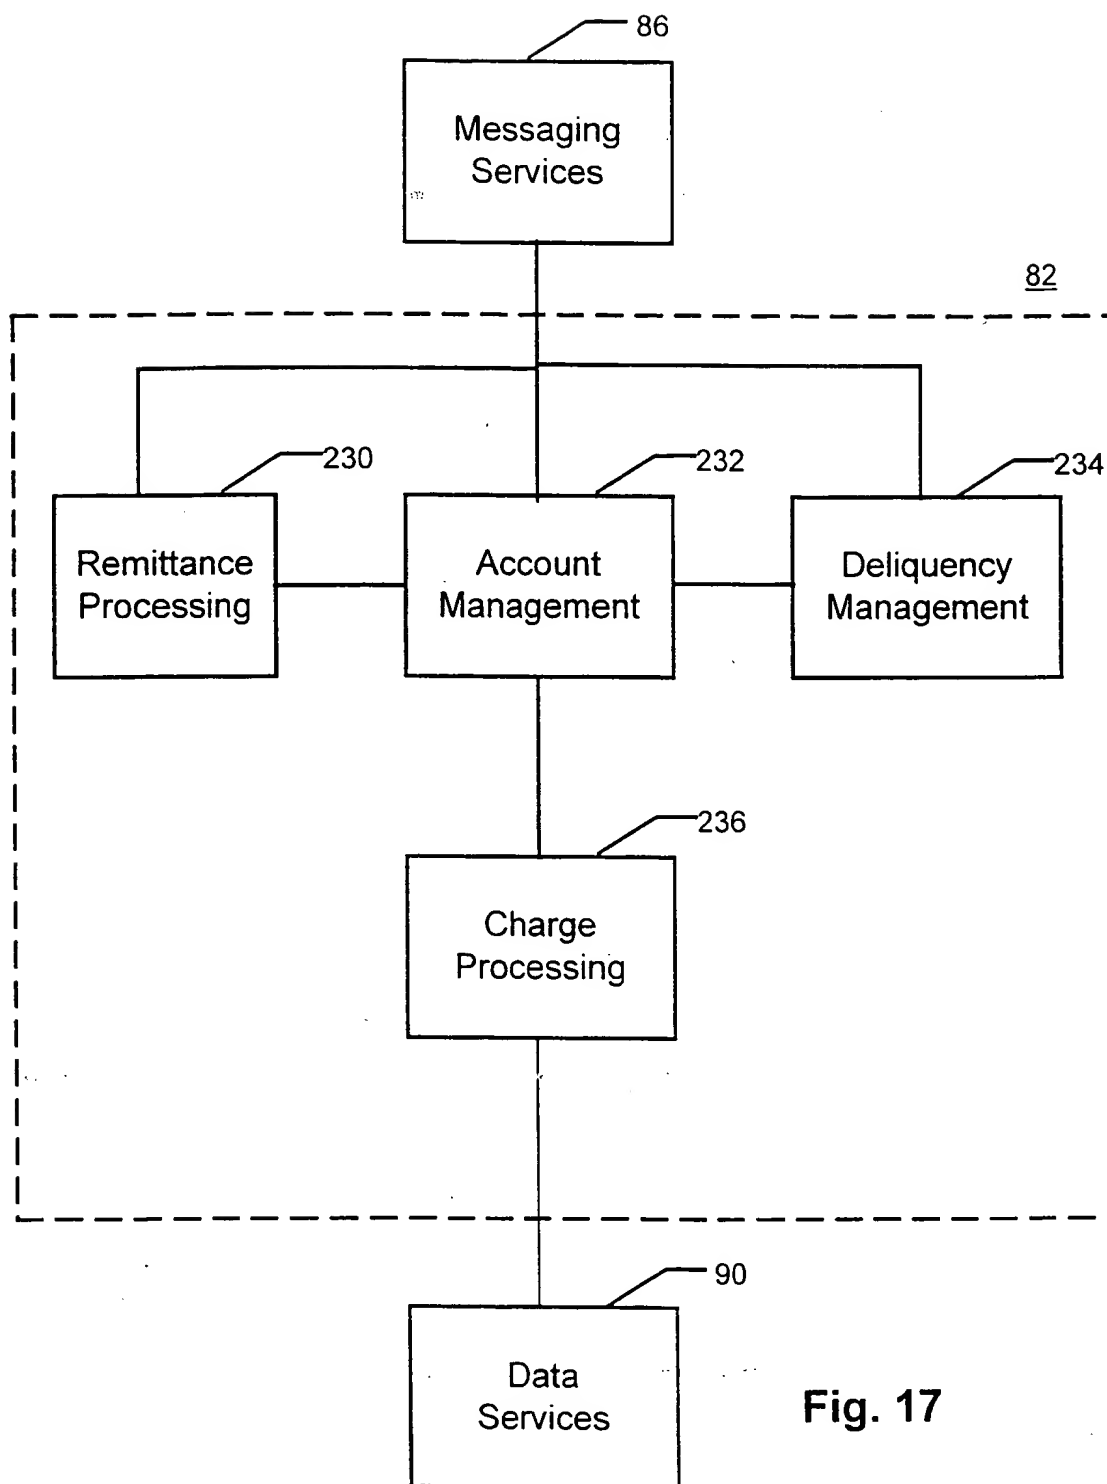 86
Messaging
Services
82
230
232
234
Remittance
Processing
Account
Management
Deliquency
Management
236
Charge
Processing
90
Data
Services
Fig. 17